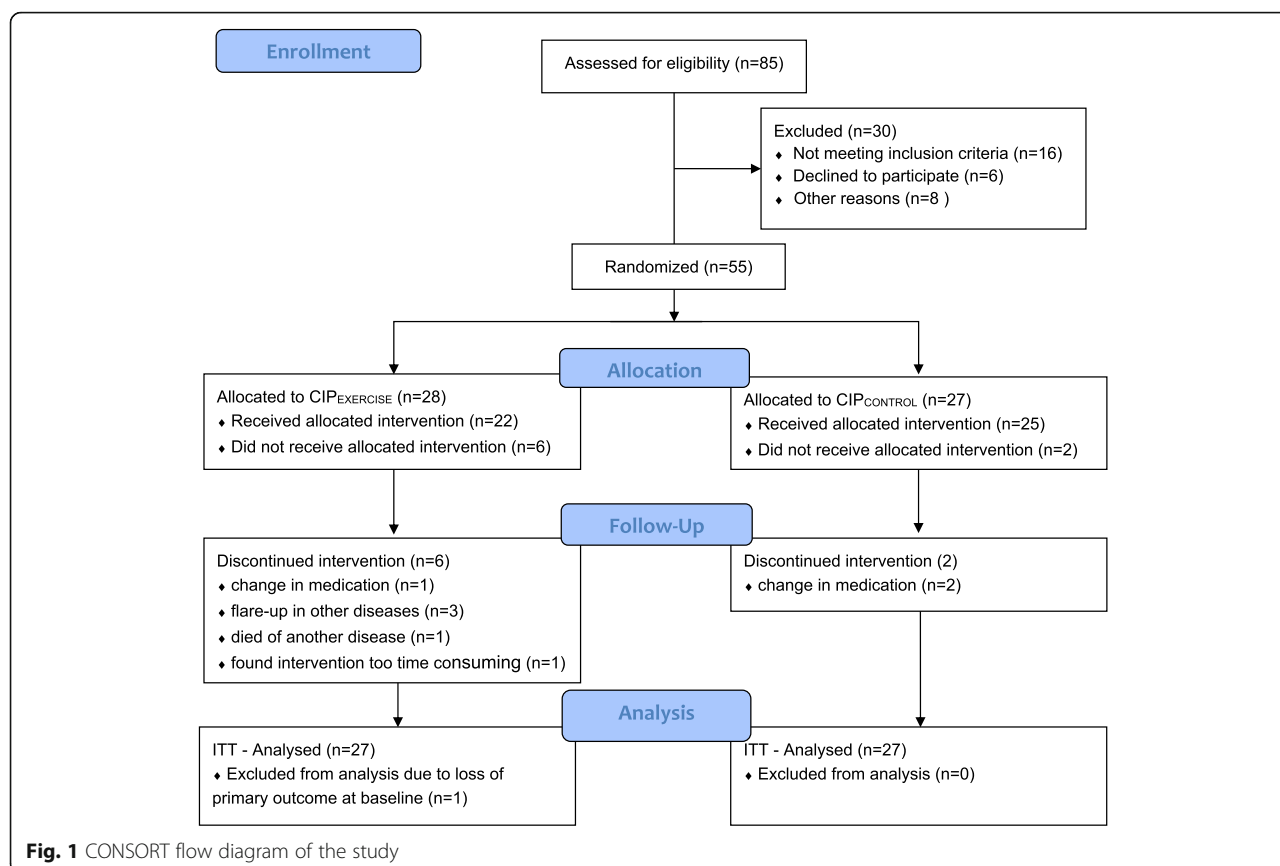 Enrollment
Assessed for eligibility (n=85)
Excluded (n=30)
♦ Not meeting inclusion criteria (n=16)
♦ Declined to participate (n=6)
♦ Other reasons (n=8 )
Randomized (n=55)
Allocation
Allocated to CIPEXERCISE (n=28)
♦ Received allocated intervention (n=22)
♦ Did not receive allocated intervention (n=6)
Allocated to CIPCONTROL (n=27)
♦ Received allocated intervention (n=25)
♦ Did not receive allocated intervention (n=2)
Follow-Up
Discontinued intervention (n=6)
♦ change in medication (n=1)
♦ flare-up in other diseases (n=3)
♦ died of another disease (n=1)
♦ found intervention too time consuming (n=1)
Discontinued intervention (2)
♦ change in medication (n=2)
Analysis
ITT - Analysed (n=27)
♦ Excluded from analysis due to loss of
primary outcome at baseline (n=1)
ITT - Analysed (n=27)
♦ Excluded from analysis (n=0)
Fig. 1 CONSORT flow diagram of the study